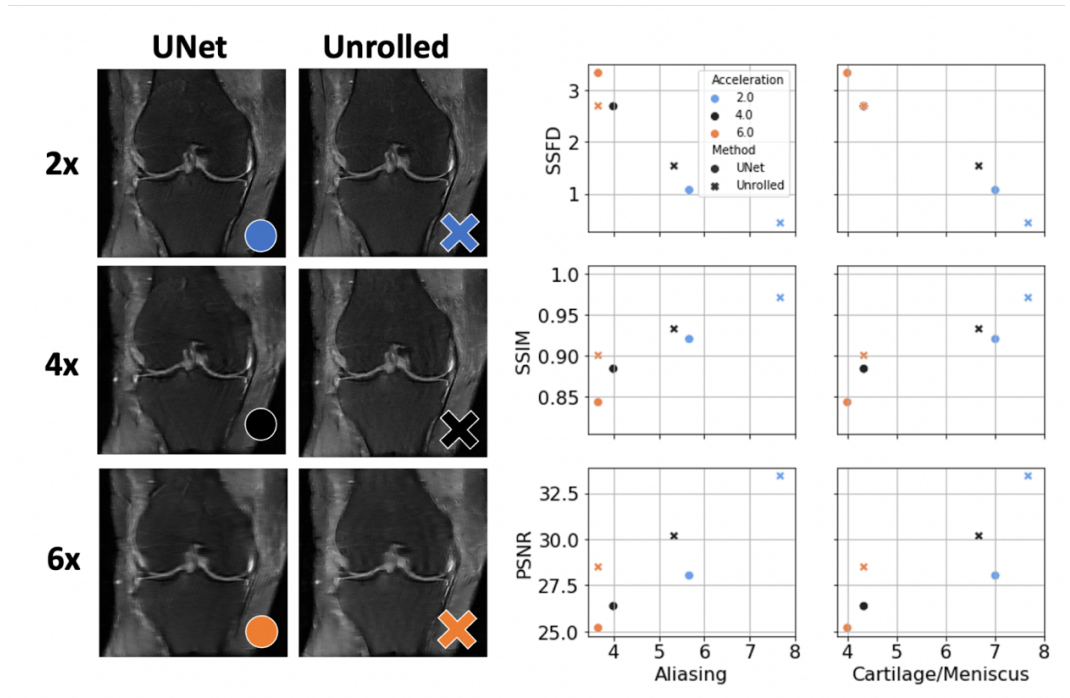 UNet Unrolled
2x
4x
6x
SSFD
3
2
1
Acceleration
2.0
4.0
6.0
Method
UNet
Unrolled
SSIM
1.0
0.95
0.90
0.85
PSNR
32.5
30.0
27.5
25.0
4 5 6 7 8
Aliasing
4 5 6 7 8
Cartilage/Meniscus